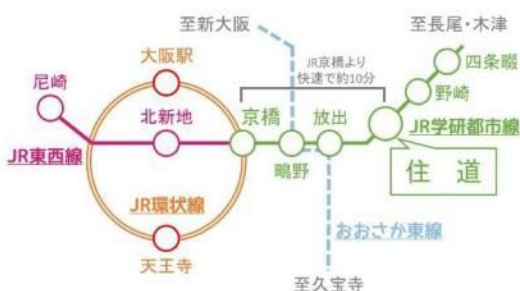 至新大阪
至長尾・木津
大阪駅
JR京橋より
快速で約10分
四条畷
尼崎
北新地
京橋
放出
野崎
JR学研都市線
JR東西線
鴫野
住道
JR環状線
おおさか東線
天王寺
至久宝寺